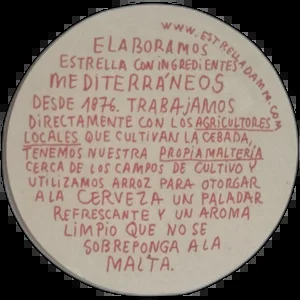 WWW.ESTRELLADAMM.COM
ELABORAMOS
ESTRELLA CON INGREDIENTES
MEDITERRÁNEOS
DESDE 1876. TRABAJAMOS
DIRECTAMENTE CON LOS AGRICULTORES
LOCALES QUE CULTIVAN LA CEBADA,
TENEMOS NUESTRA PROPIA MALTERÍA
CERCA DE LOS CAMPOS DE CULTIVO Y
UTILIZAMOS ARROZ PARA OTORGAR
A LA CERVEZA UN PALADAR
REFRESCANTE Y UN AROMA
LIMPIO QUE NO SE
SOBREPONGA A LA
MALTA.